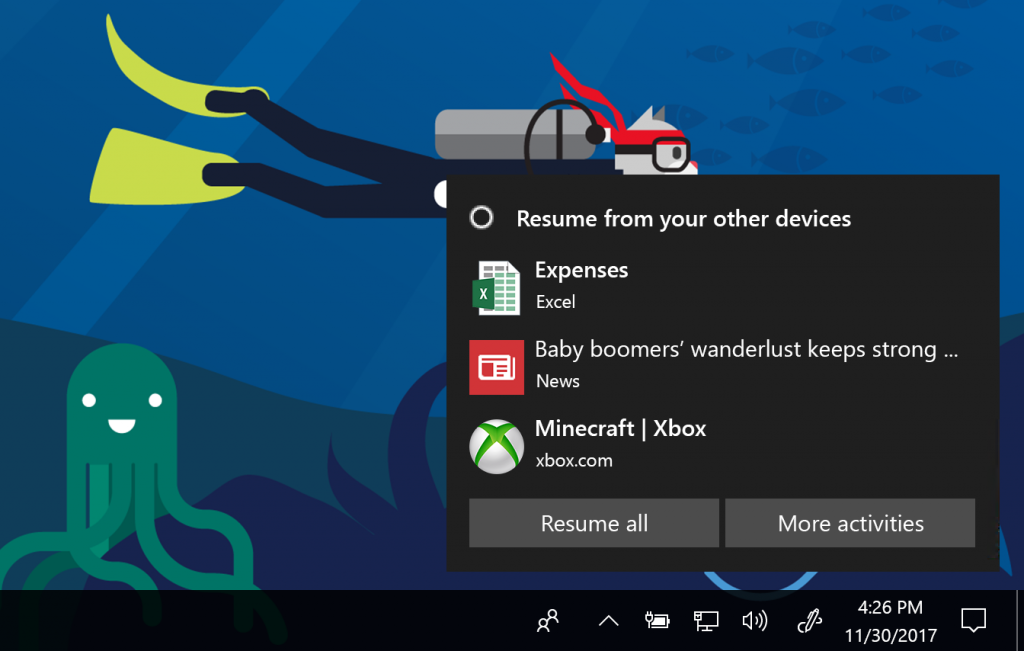 Resume from your other devices
Expenses
X
Excel
Baby boomers’ wanderlust keeps strong ...
News
Minecraft | Xbox
xbox.com
Resume all
More activities
4:26 PM
11/30/2017